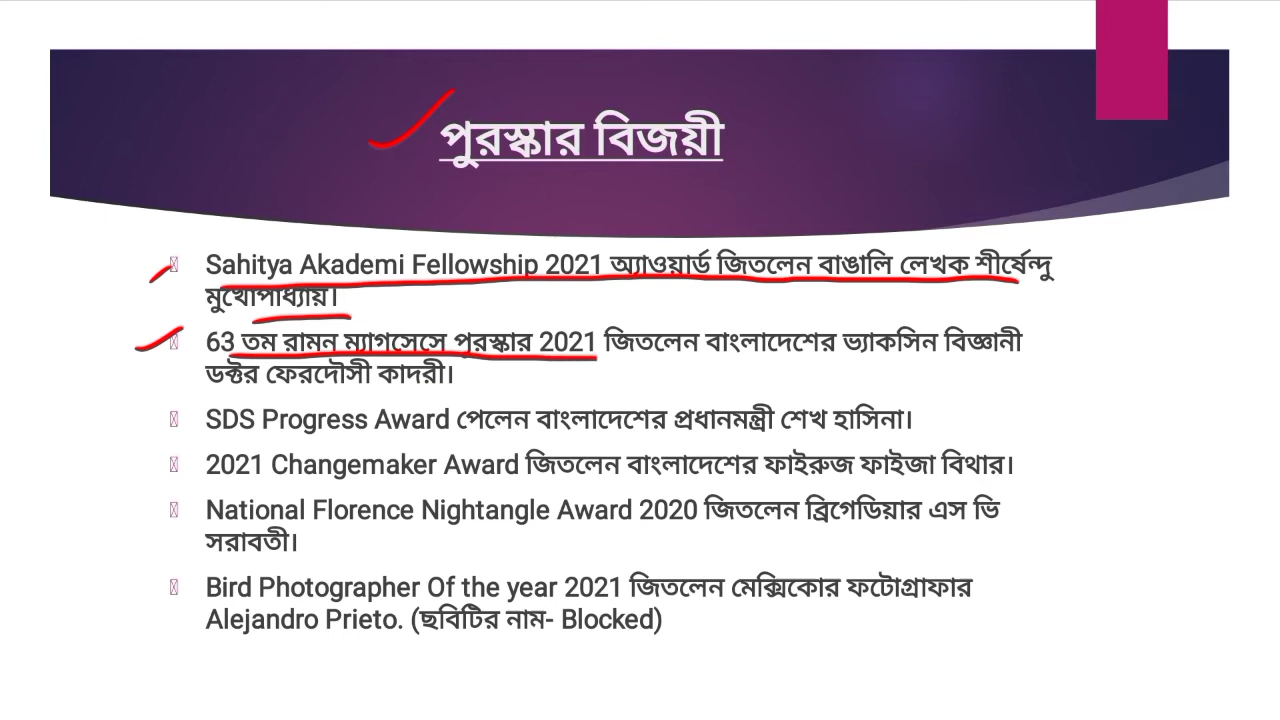 পুরস্কার বিজয়ী
Sahitya Akademi Fellowship 2021 অ্যাওয়ার্ড জিতলেন বাঙালি লেখক শীর্ষেন্দু
মুখোপাধ্যায়।
63 তম রামন ম্যাগসেসে পুরস্কার 2021 জিতলেন বাংলাদেশের ভ্যাকসিন বিজ্ঞানী
ডক্টর ফেরদৌসী কাদরী।
SDS Progress Award পেলেন বাংলাদেশের প্রধানমন্ত্রী শেখ হাসিনা।
2021 Changemaker Award জিতলেন বাংলাদেশের ফাইরুজ ফাইজা বিথার।
National Florence Nightangle Award 2020 জিতলেন ব্রিগেডিয়ার এস ভি
সরাবতী।
Bird Photographer Of the year 2021 জিতলেন মেক্সিকোর ফটোগ্রাফার
Alejandro Prieto. (ছবিটির নাম- Blocked)